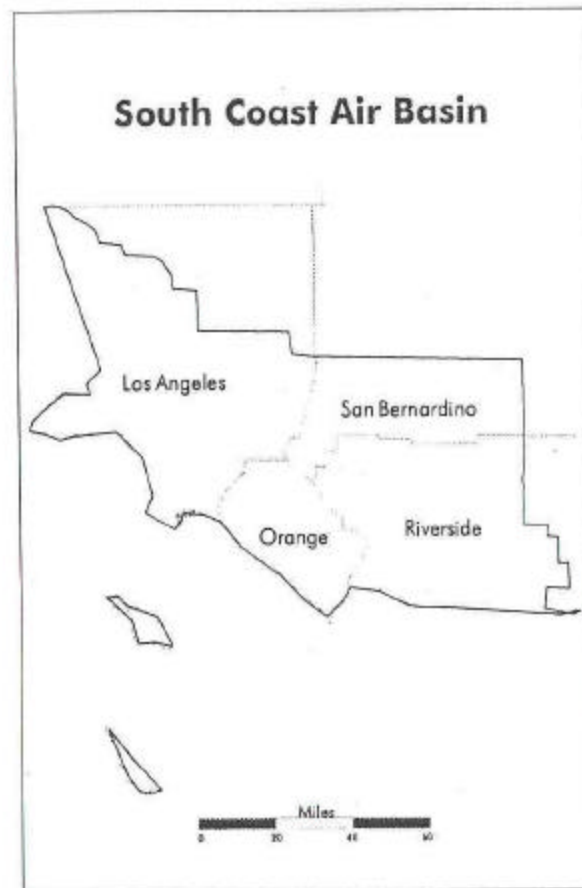 South Coast Air Basin
Los Angeles
San Bernardino
Orange
Riverside
Miles
0 20 40 60